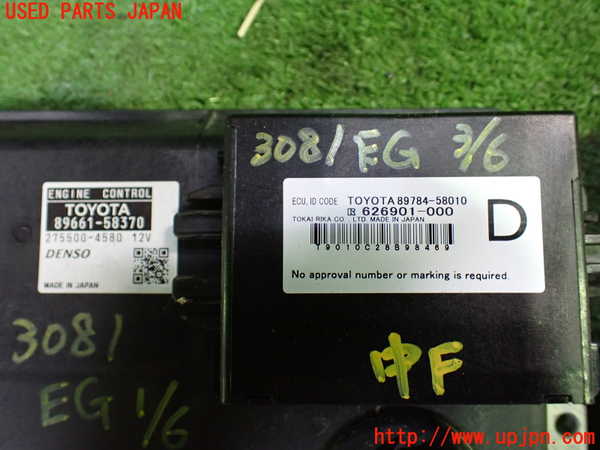 USED PARTS JAPAN
3081 EG 3/6
ECU, ID CODE TOYOTA 89784-58010
626901-000
TOKAI RIKA CO., LTD. MADE IN JAPAN
19010C28B98469
D
No approval number or marking is required.
ENGINE CONTROL
TOYOTA
89661-58370
275500-4580 12V
DENSO
MADE IN JAPAN
3081
EG 1/6
中F
http://www.upjpn.com/